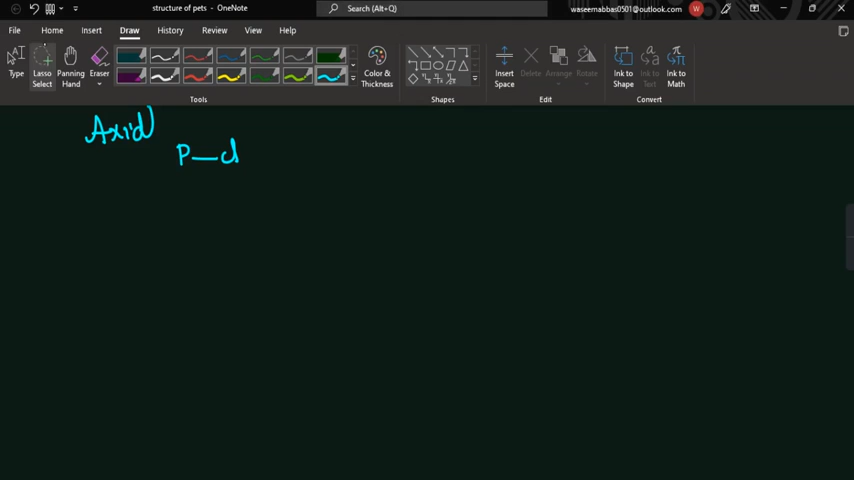 structure of pets - OneNote
Search (Alt+Q)
waseemabbas0501@outlook.com
W
File Home Insert Draw History Review View Help
Type
Lasso Select
Panning Hand
Eraser
Color & Thickness
Insert Space
Delete
Arrange
Rotate
Ink to Shape
Ink to Text
Ink to Math
Tools
Shapes
Edit
Convert
P—cl